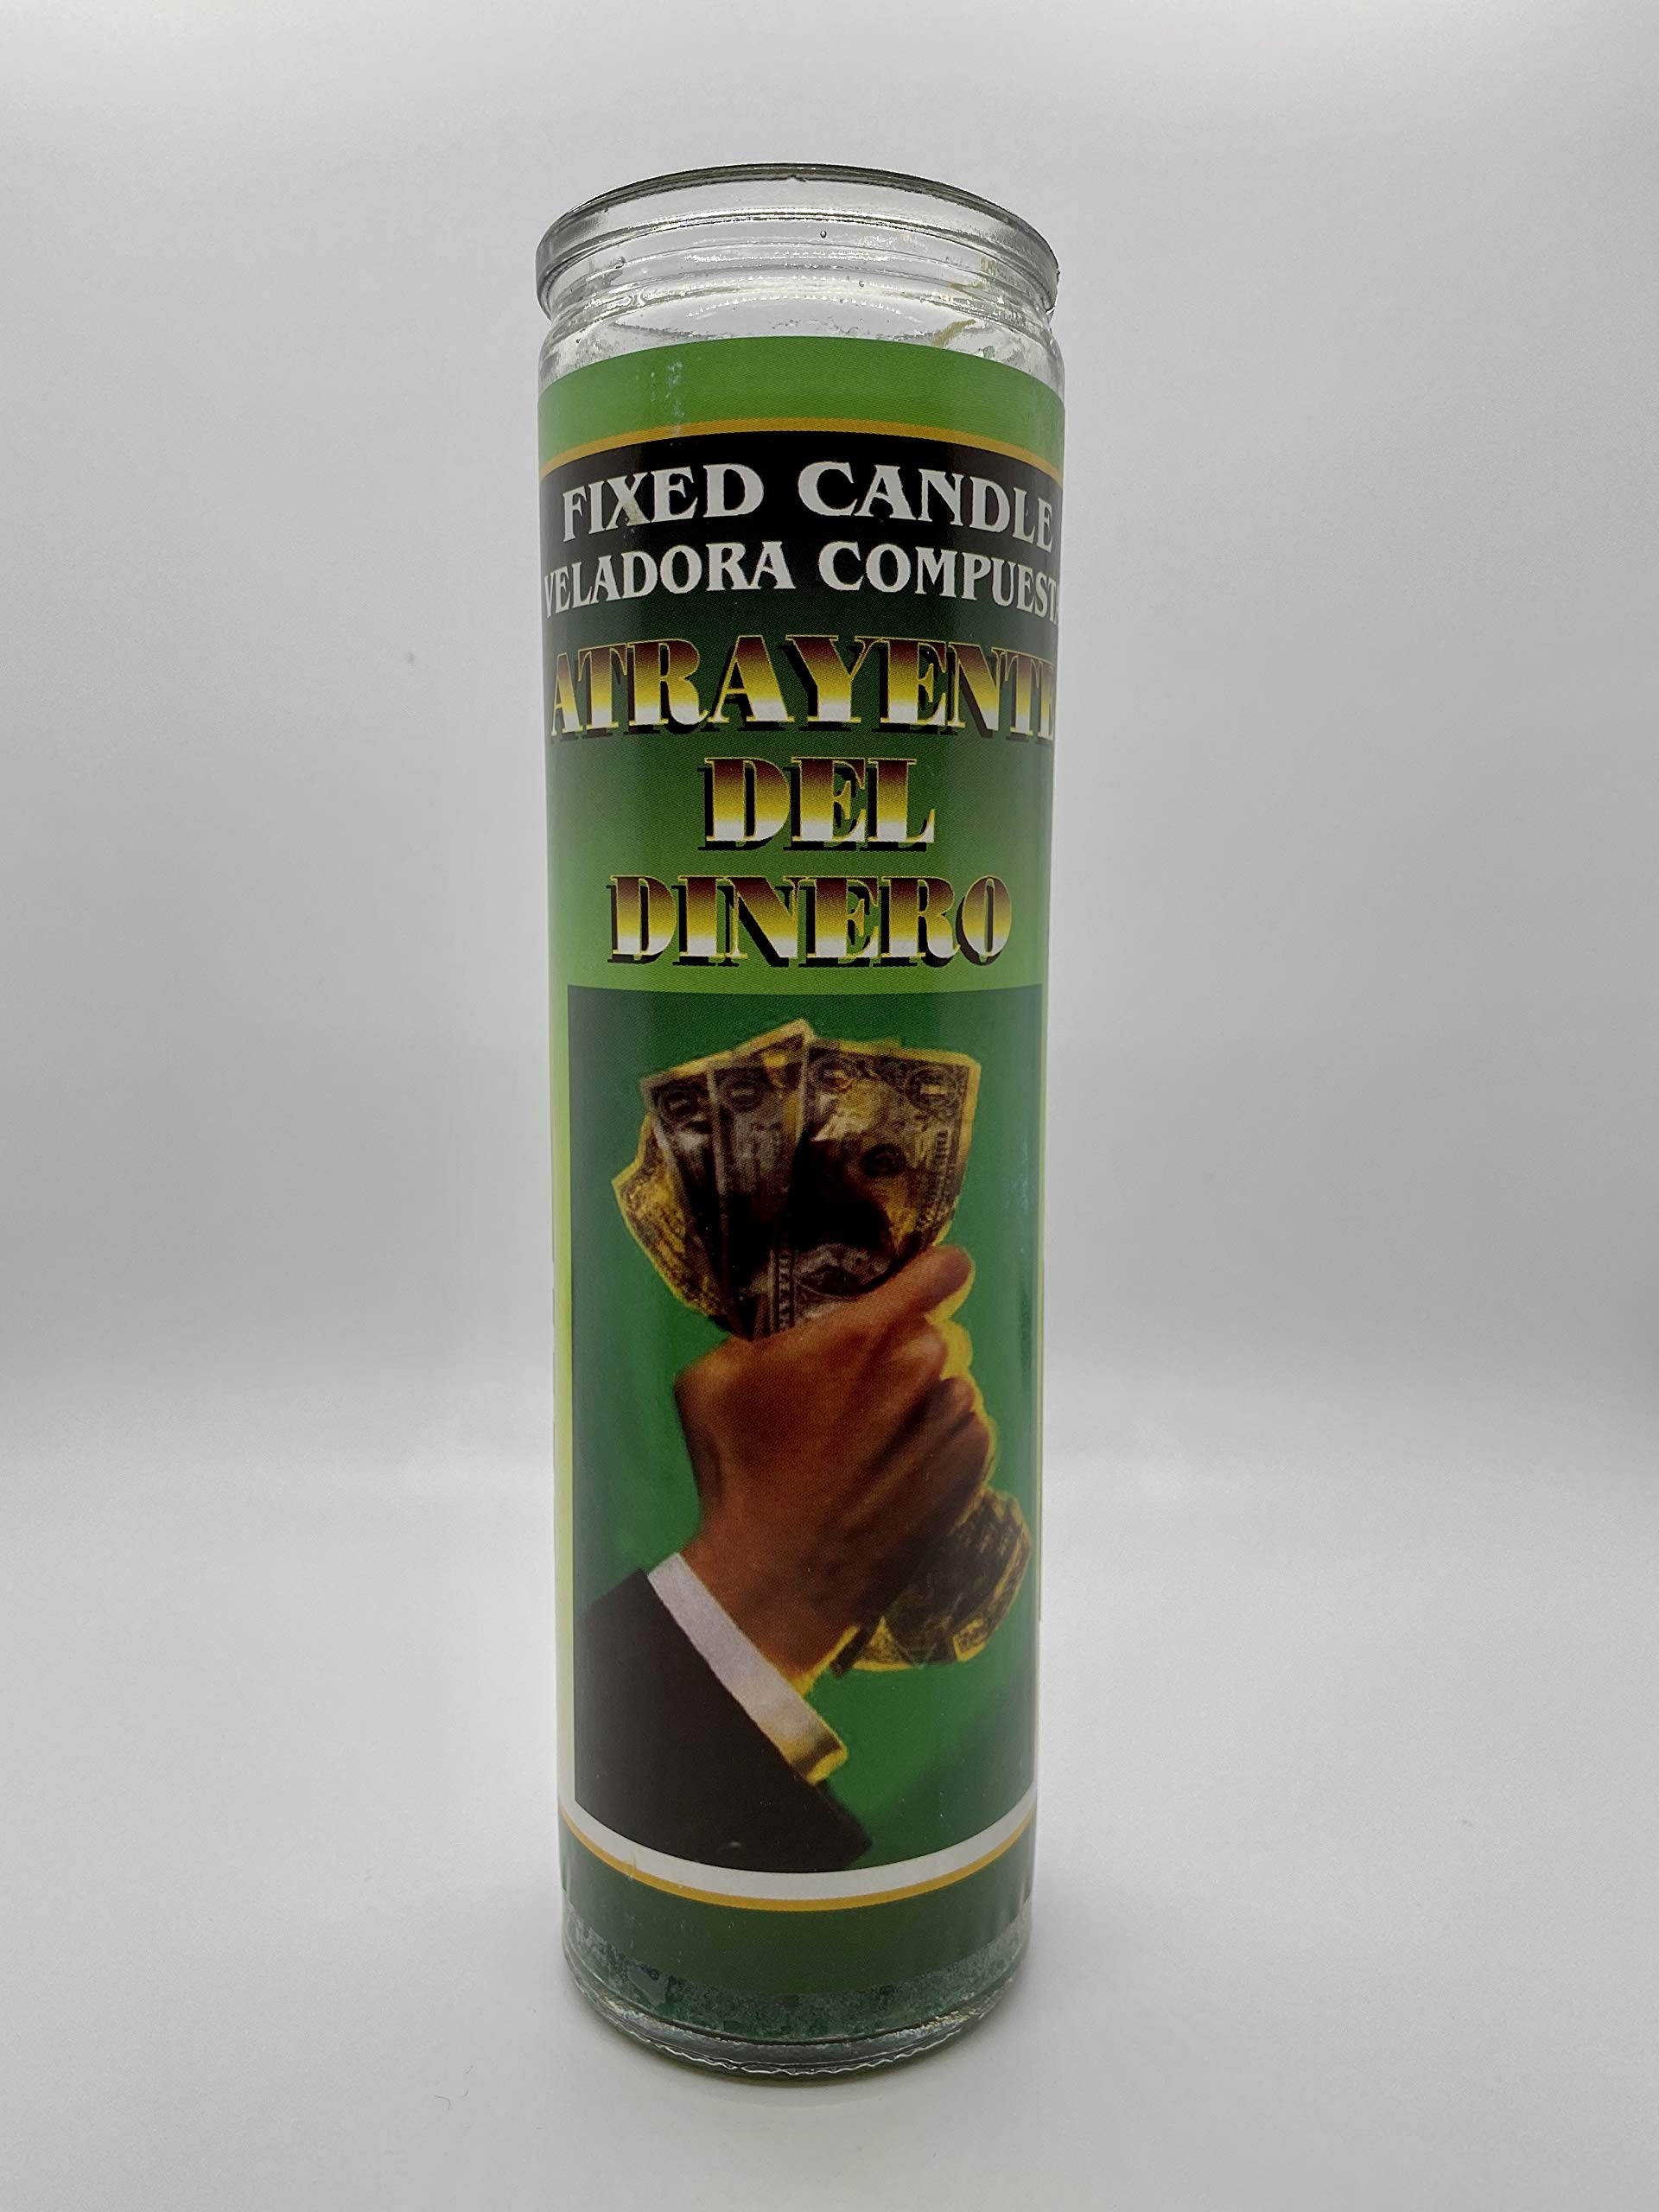 FIXED CANDLE
VELADORA COMPUESTA
ATRAYENTE
DEL
DINERO